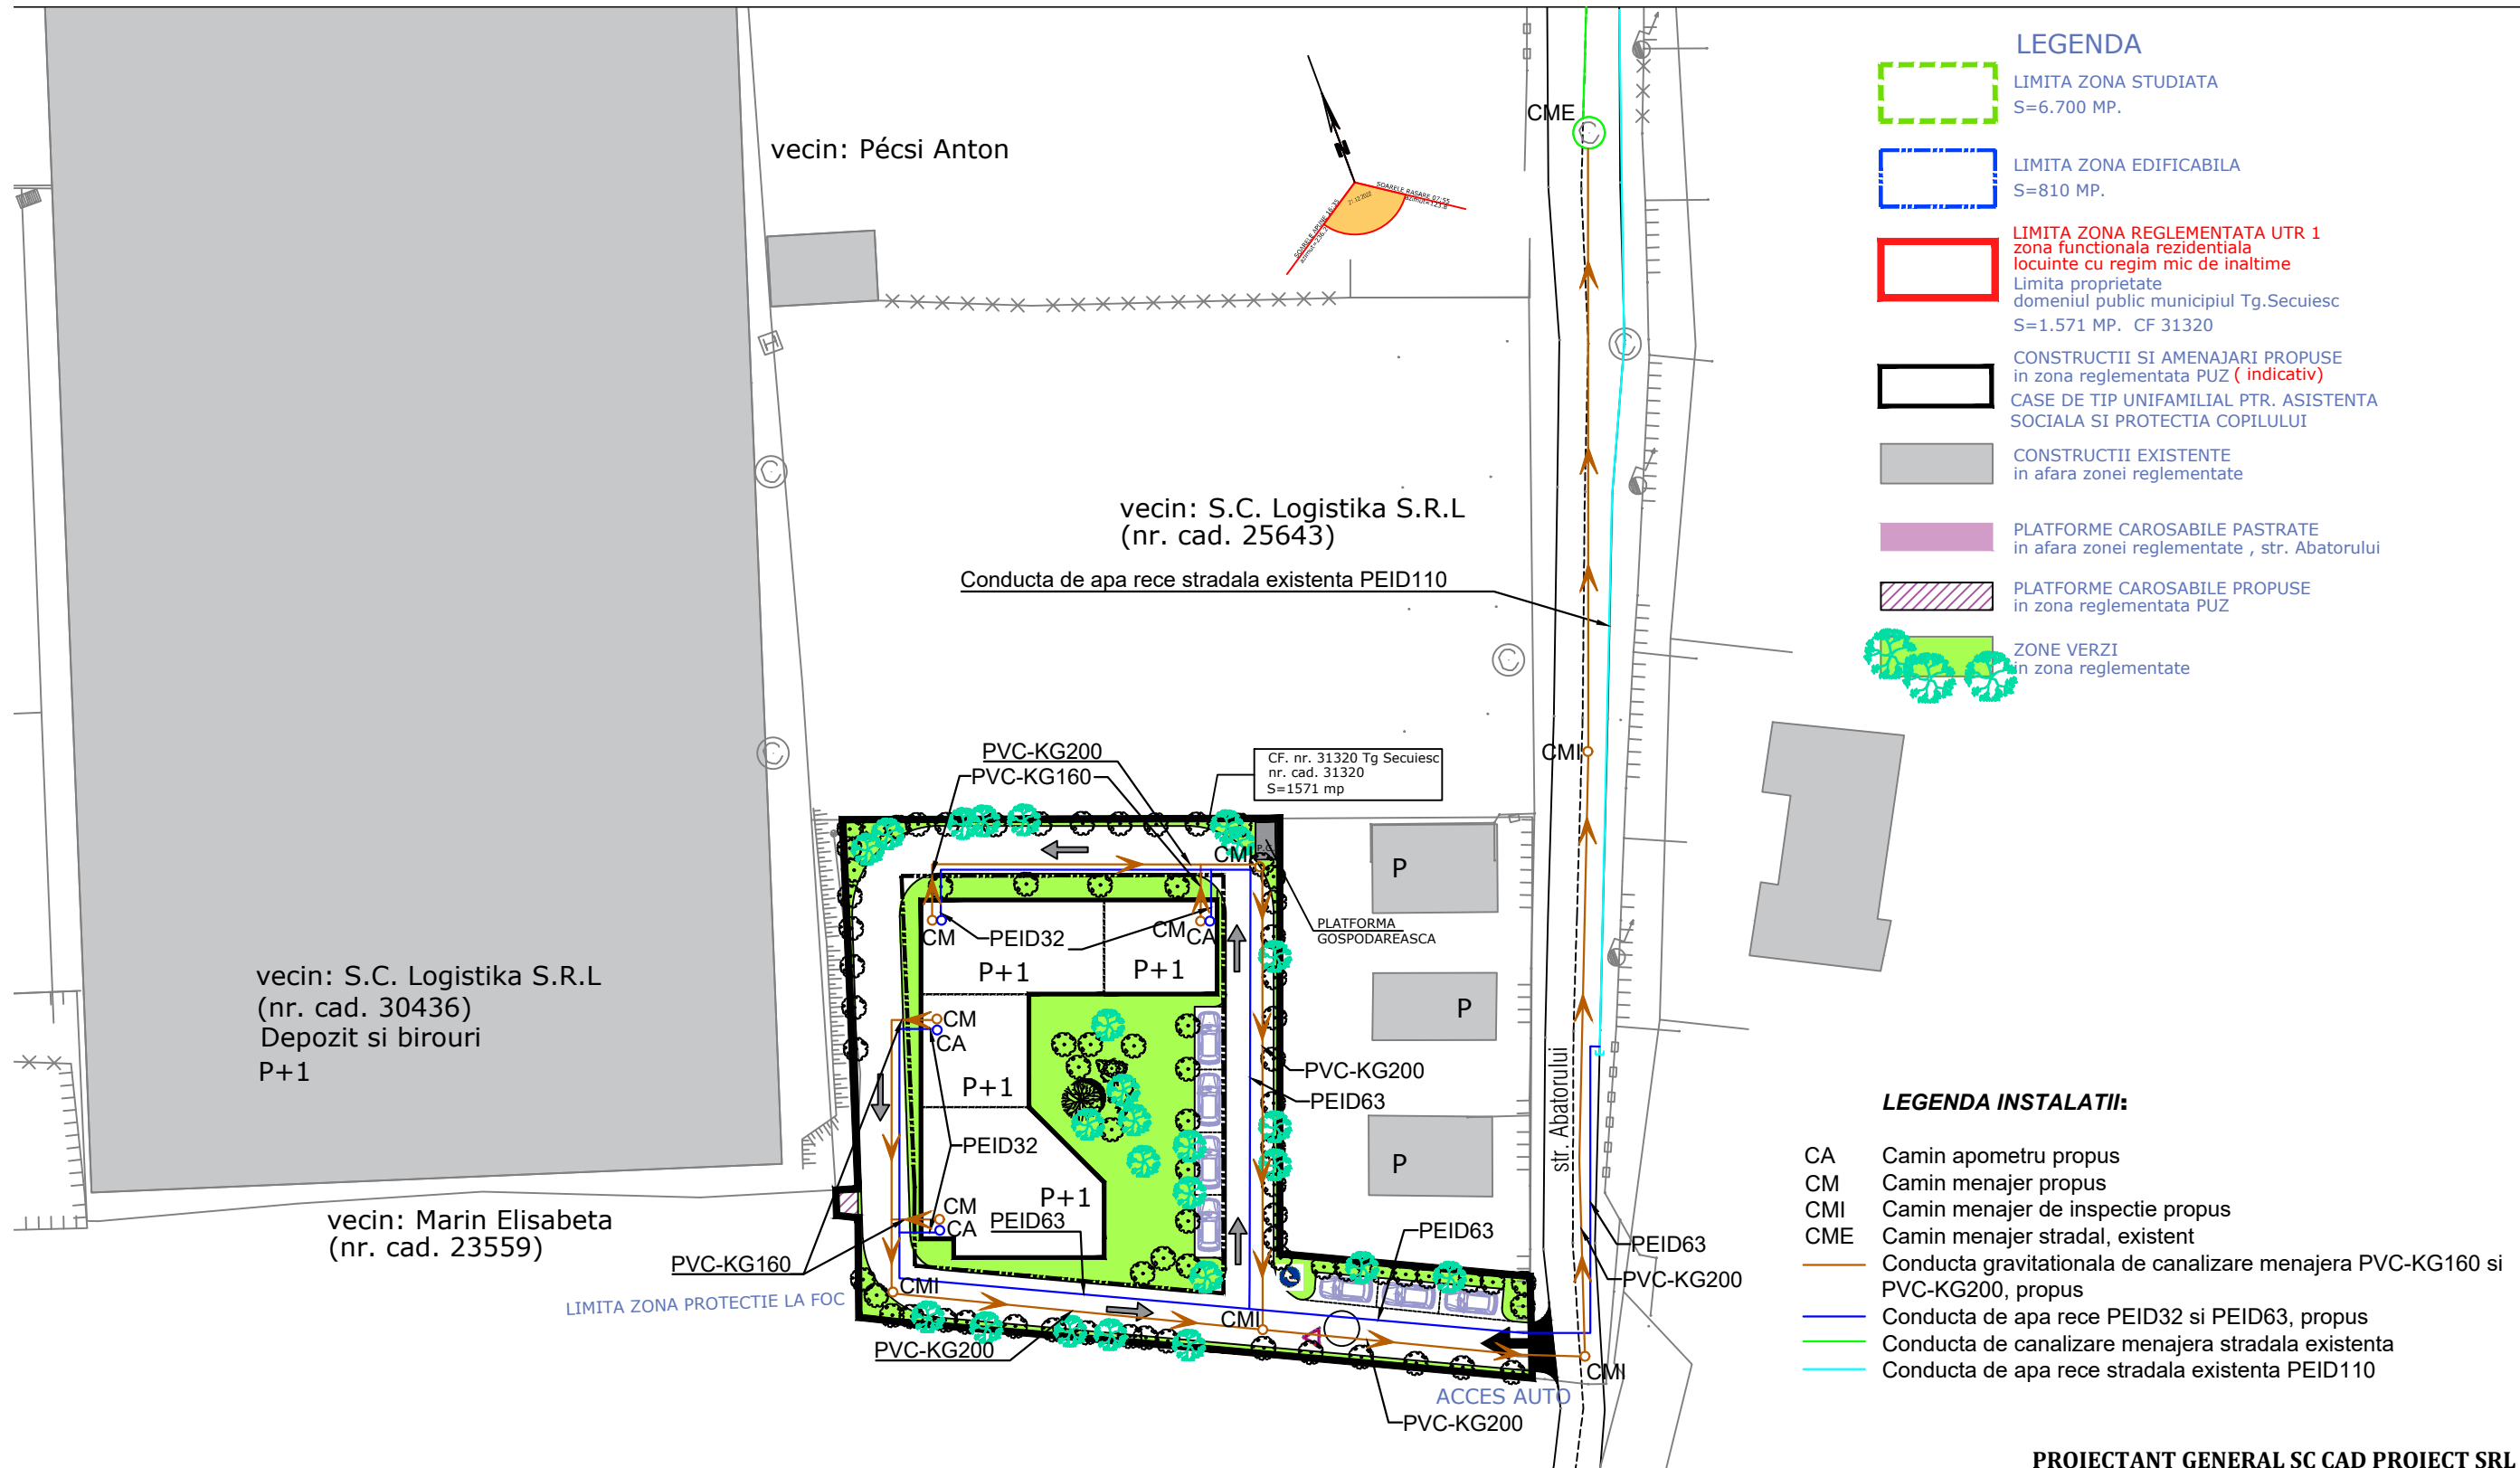 LEGENDA
LIMITA ZONA STUDIATA
S=6.700 MP.
LIMITA ZONA EDIFICABILA
S=810 MP.
LIMITA ZONA REGLEMENTATA UTR 1
zona functionala rezidentiala
locuinte cu regim mic de inaltime
Limita proprietate
domeniul public municipiul Tg.Secuiesc
S=1.571 MP. CF 31320
CONSTRUCTII SI AMENAJARI PROPUSE
in zona reglementata PUZ ( indicativ)
CASE DE TIP UNIFAMILIAL PTR. ASISTENTA
SOCIALA SI PROTECTIA COPILULUI
CONSTRUCTII EXISTENTE
in afara zonei reglementate
PLATFORME CAROSABILE PASTRATE
in afara zonei reglementate , str. Abatorului
PLATFORME CAROSABILE PROPUSE
in zona reglementata PUZ
ZONE VERZI
in zona reglementate
CME
vecin: Pécsi Anton
N
SOARELE RASARE 07:55
SOARELE APUNE 16:35
vecin: S.C. Logistika S.R.L
(nr. cad. 25643)
Conducta de apa rece stradala existenta PEID110
CMI
PVC-KG200
PVC-KG160
CF. nr. 31320 Tg Secuiesc
nr. cad. 31320
S=1571 mp
CMI
P.G.
P
PLATFORMA
GOSPODAREASCA
CM
PEID32
CM
CA
P+1
P+1
vecin: S.C. Logistika S.R.L
(nr. cad. 30436)
Depozit si birouri
P+1
P
CM
CA
P+1
PVC-KG200
PEID63
str. Abatorului
PEID32
P
P+1
CM
CA
PEID63
vecin: Marin Elisabeta
(nr. cad. 23559)
PEID63
PEID63
PVC-KG160
PVC-KG200
CMI
LIMITA ZONA PROTECTIE LA FOC
CMI
PVC-KG200
CMI
ACCES AUTO
PVC-KG200
LEGENDA INSTALATII:
CA Camin apometru propus
CM Camin menajer propus
CMI Camin menajer de inspectie propus
CME Camin menajer stradal, existent
Conducta gravitationala de canalizare menajera PVC-KG160 si
PVC-KG200, propus
Conducta de apa rece PEID32 si PEID63, propus
Conducta de canalizare menajera stradala existenta
Conducta de apa rece stradala existenta PEID110
PROIECTANT GENERAL SC CAD PROIECT SRL